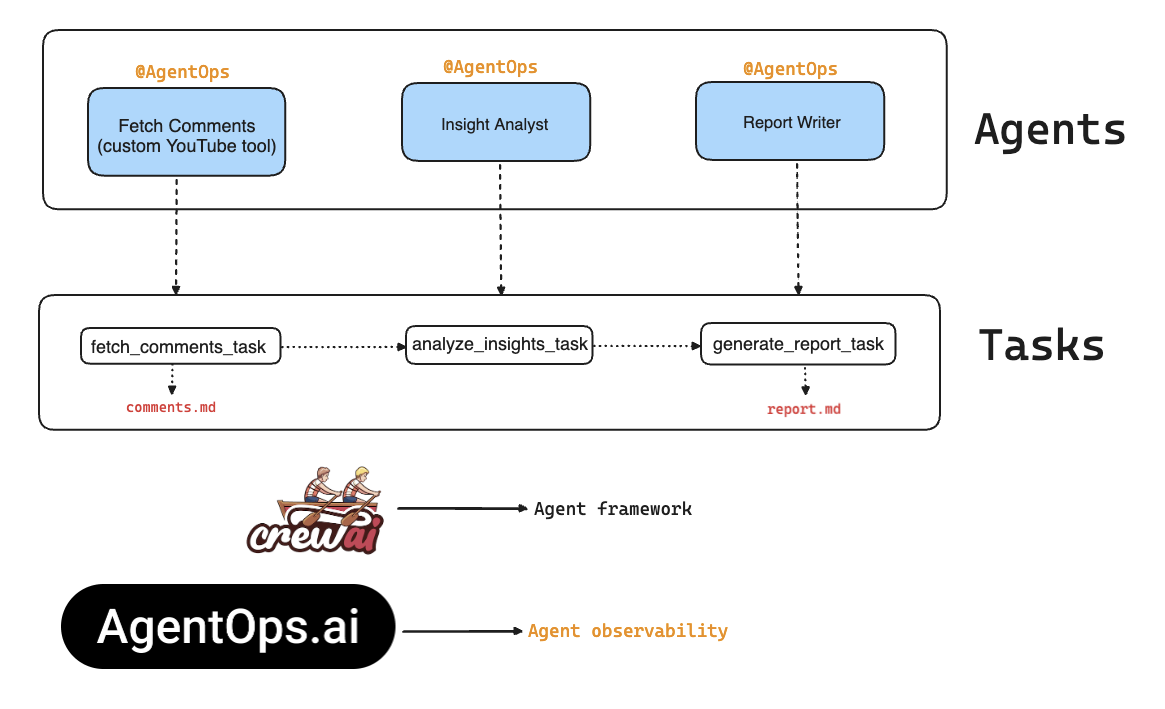 @AgentOps
@AgentOps
@AgentOps
Fetch Comments
(custom YouTube tool)
Insight Analyst
Report Writer
Agents
fetch_comments_task
analyze_insights_task
generate_report_task
Tasks
comments.md
report.md
crewai
Agent framework
AgentOps.ai
Agent observability